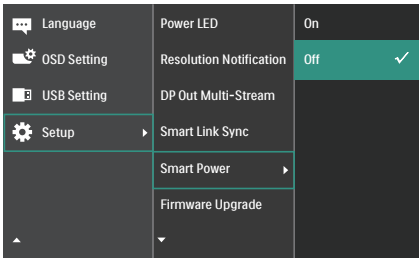 Language
OSD Setting
USB Setting
Setup
Power LED
Resolution Notification
DP Out Multi-Stream
Smart Link Sync
Smart Power
Firmware Upgrade
On
Off